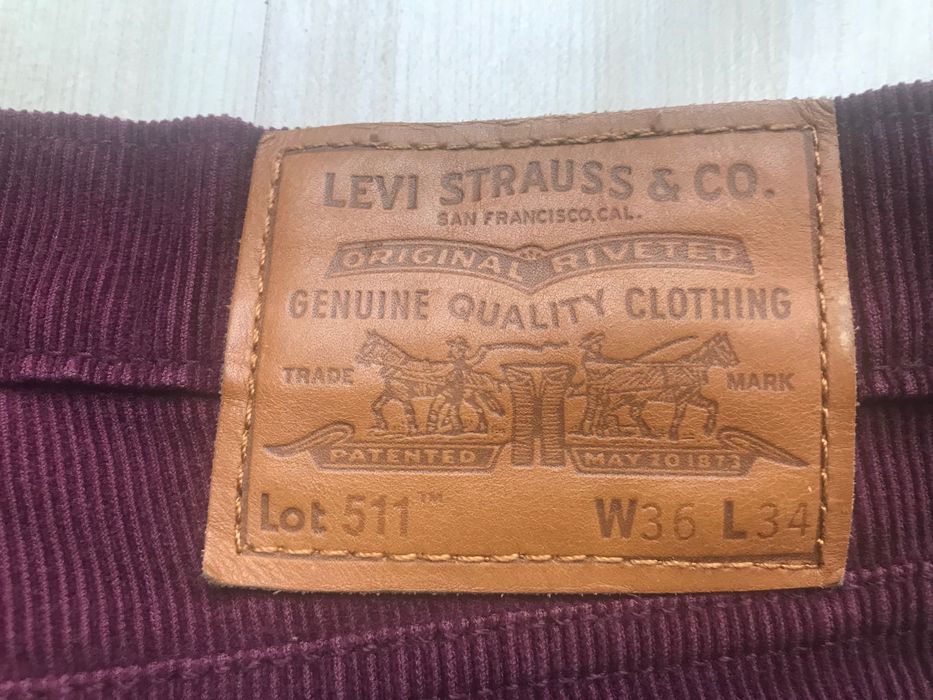 LEVI STRAUSS & CO.
SAN FRANCISCO, CAL.
ORIGINAL RIVETED
GENUINE QUALITY CLOTHING
TRADE MARK
PATENTED MAY 20 1873
Lot 511™ W36 L34